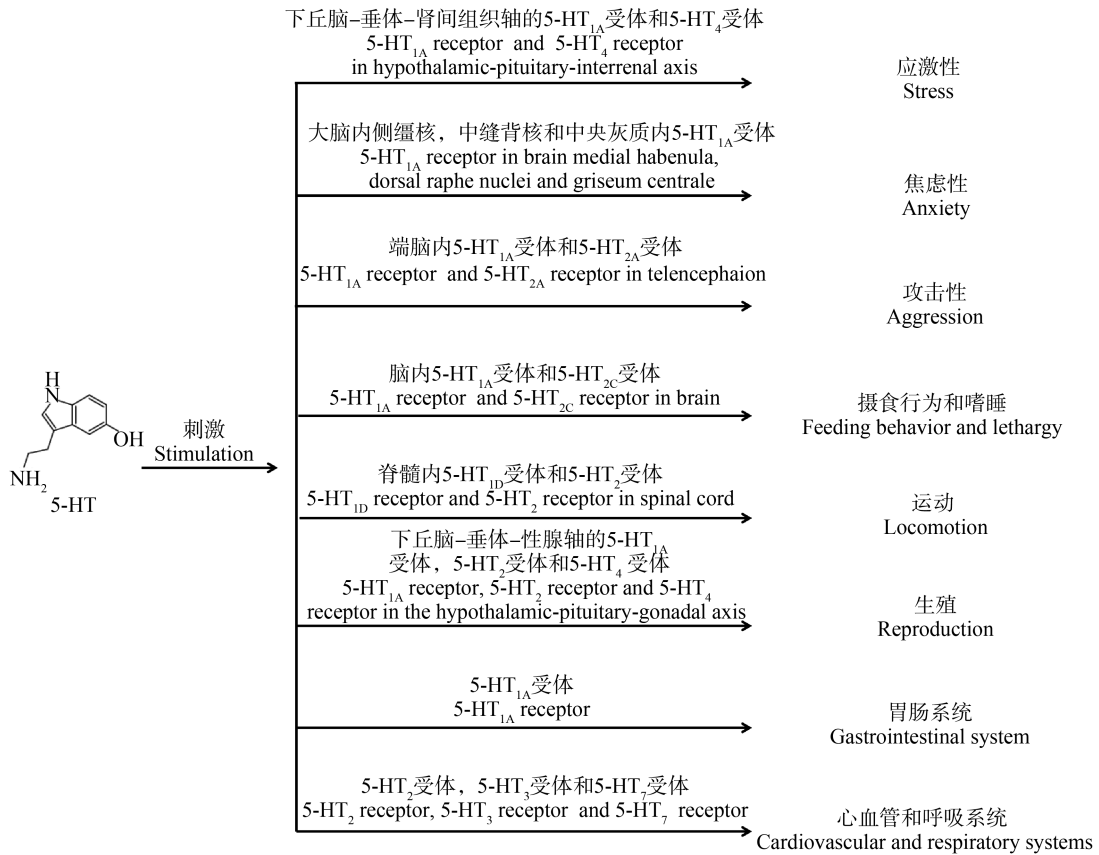 下丘脑–垂体–肾间组织轴的5-HT1A受体和5-HT4受体
5-HT1A receptor and 5-HT4 receptor
in hypothalamic-pituitary-interrenal axis
应激性
Stress
大脑内侧缰核，中缝背核和中央灰质内5-HT1A受体
5-HT1A receptor in brain medial habenula,
dorsal raphe nuclei and griseum centrale
焦虑性
Anxiety
端脑内5-HT1A受体和5-HT2A受体
5-HT1A receptor and 5-HT2A receptor in telencephaion
攻击性
Aggression
脑内5-HT1A受体和5-HT2C受体
5-HT1A receptor and 5-HT2C receptor in brain
摄食行为和嗜睡
Feeding behavior and lethargy
H
N
OH
NH2
5-HT
刺激
Stimulation
脊髓内5-HT1D受体和5-HT2受体
5-HT1D receptor and 5-HT2 receptor in spinal cord
运动
Locomotion
下丘脑–垂体–性腺轴的5-HT1A
受体，5-HT2受体和5-HT4 受体
5-HT1A receptor, 5-HT2 receptor and 5-HT4
receptor in the hypothalamic-pituitary-gonadal axis
生殖
Reproduction
5-HT1A受体
5-HT1A receptor
胃肠系统
Gastrointestinal system
5-HT2受体，5-HT3受体和5-HT7受体
5-HT2 receptor, 5-HT3 receptor and 5-HT7 receptor
心血管和呼吸系统
Cardiovascular and respiratory systems